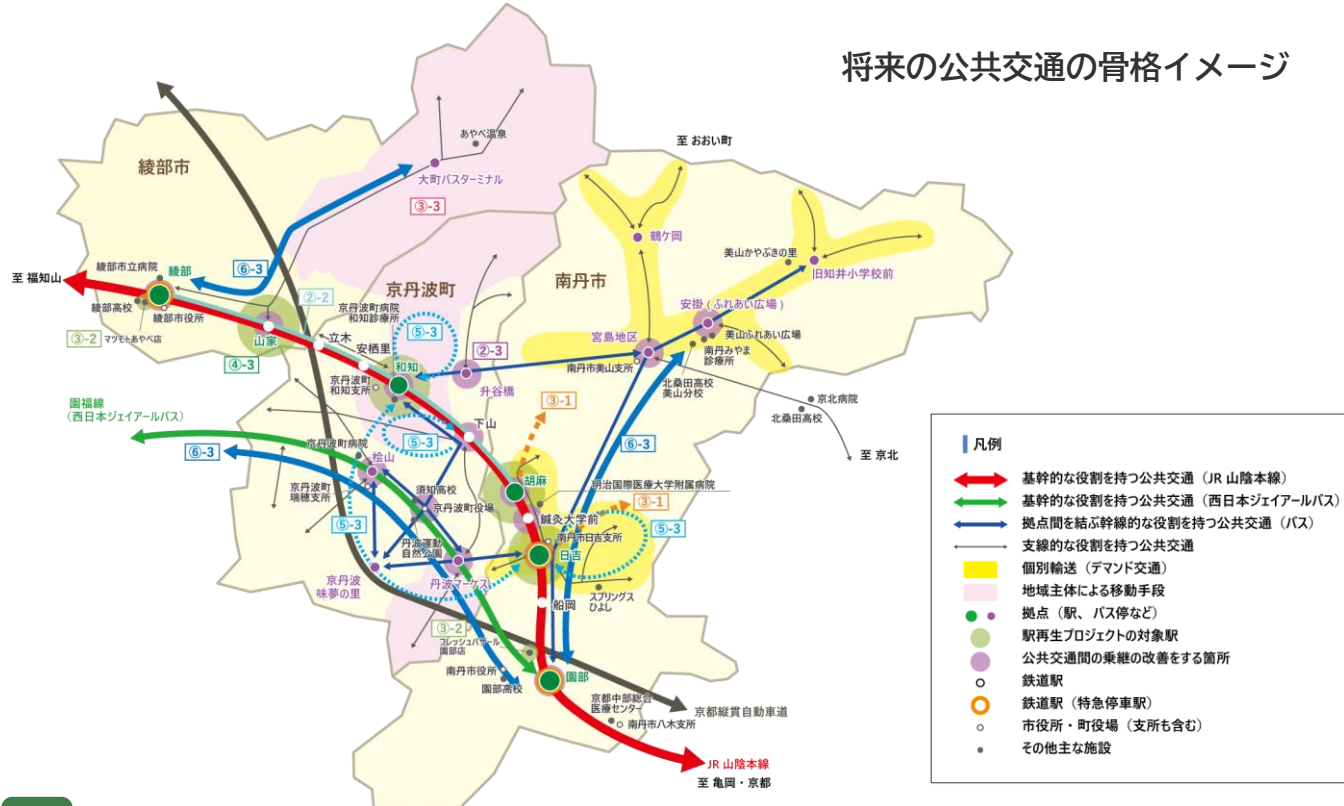 将来の公共交通の骨格イメージ
綾部市
あやべ温泉
大町バスターミナル
③-3
至 おおい町
京丹波町
南丹市
鶴ケ岡
美山かやぶきの里
旧知井小学校前
至 福知山
綾部市立病院
綾部
⑥-3
綾部高校
綾部市役所
③-2
マツモトあやべ店
②-2
山家
④-3
立木
安栖里
京丹波町病院
和知診療所
⑤-3
和知
京丹波町
和知支所
②-3
升谷橋
安掛(ふれあい広場)
宮島地区
美山ふれあい広場
南丹みやま
診療所
南丹市美山支所
北桑田高校
美山分校
京北病院
北桑田高校
至 京北
園福線
(西日本ジェイアールバス)
⑥-3
下山
⑤-3
③-1
⑥-3
京丹波町病院
桧山
京丹波町
瑞穂支所
須知高校
京丹波町役場
胡麻
明治国際医療大学附属病院
③-1
鍼灸大学前
南丹市日吉支所
⑤-3
⑤-3
日吉
丹波運動
自然公園
丹波マーケス
京丹波
味夢の里
スプリングス
ひよし
船岡
③-2
フレッシュバザール
園部店
南丹市役所
園部高校
園部
京都中部総合
医療センター
南丹市八木支所
京都縦貫自動車道
JR 山陰本線
至 亀岡・京都
凡例
基幹的な役割を持つ公共交通(JR 山陰本線)
基幹的な役割を持つ公共交通(西日本ジェイアールバス)
拠点間を結ぶ幹線的な役割を持つ公共交通(バス)
支線的な役割を持つ公共交通
個別輸送(デマンド交通)
地域主体による移動手段
拠点(駅、バス停など)
駅再生プロジェクトの対象駅
公共交通間の乗継の改善をする箇所
鉄道駅
鉄道駅(特急停車駅)
市役所・町役場(支所も含む)
その他主な施設